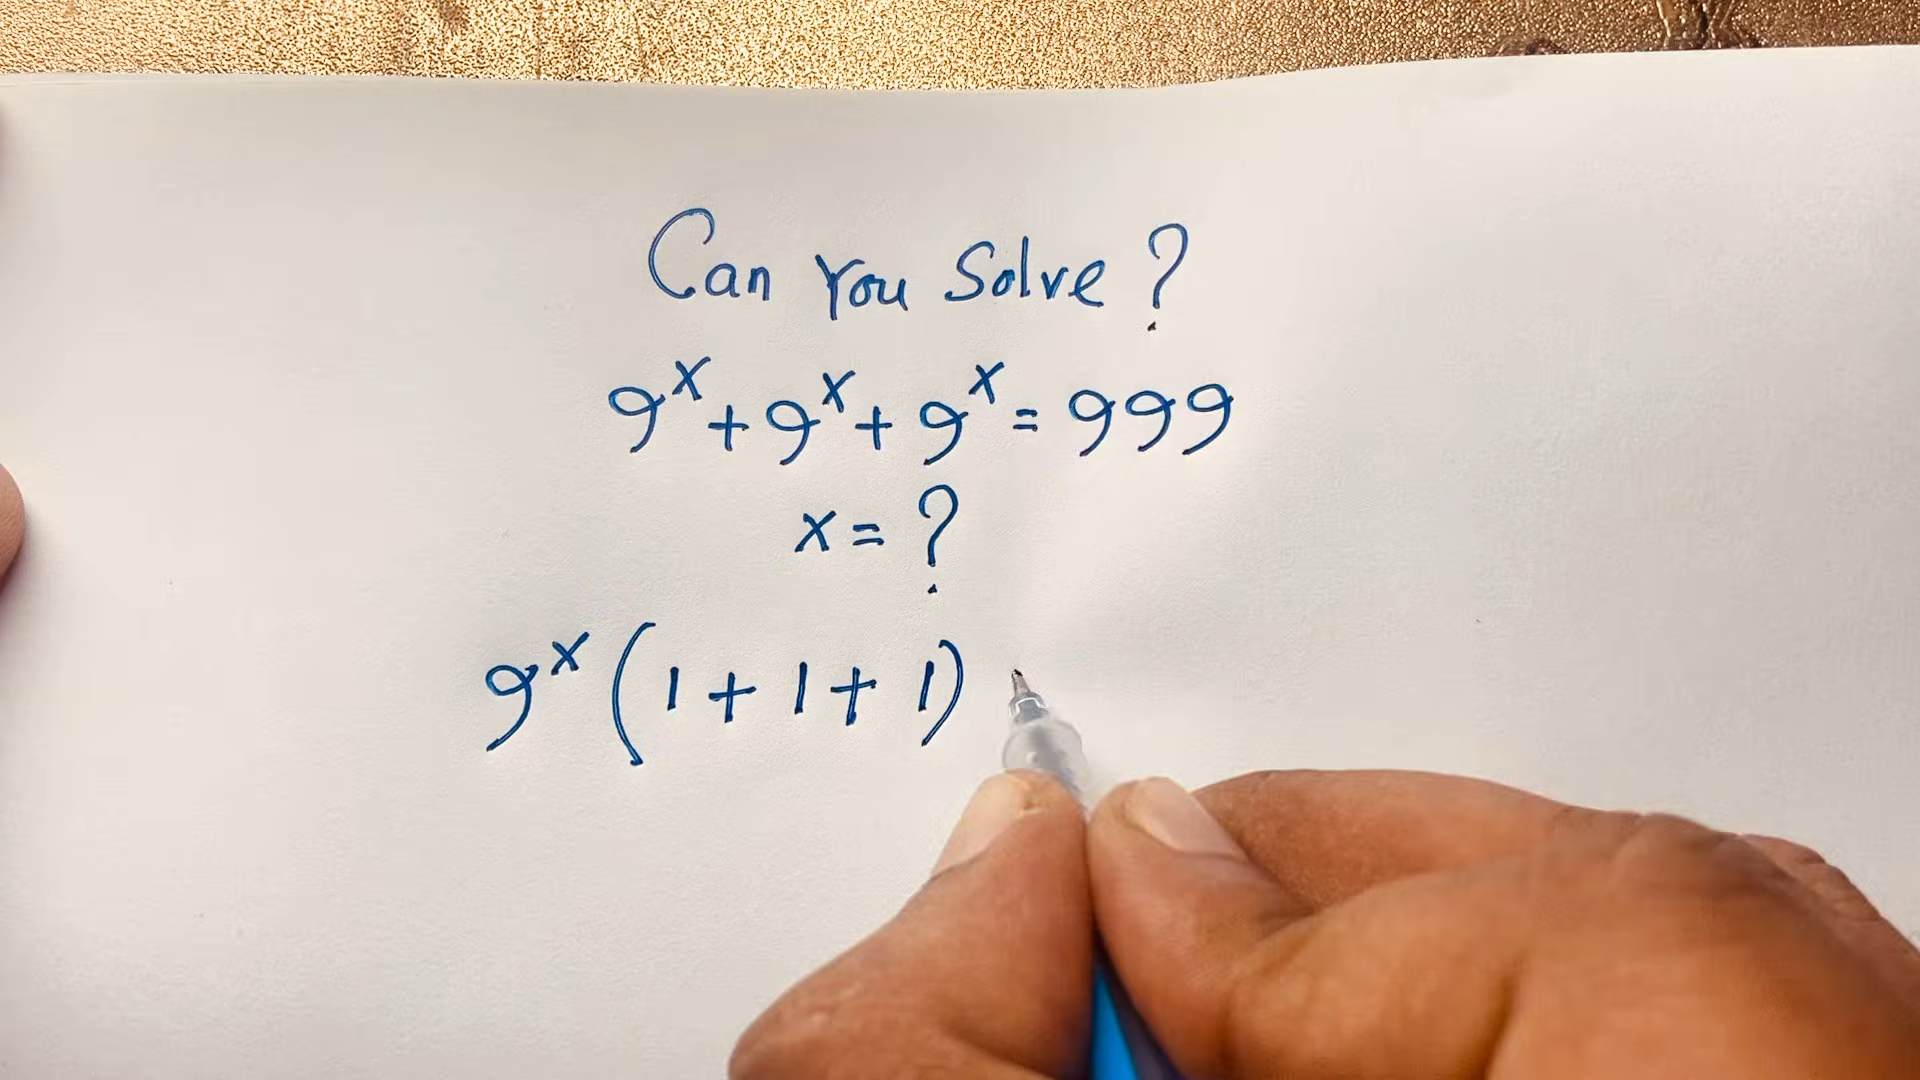 Can You Solve?
9^x + 9^x + 9^x = 999
x = ?
9^x (1 + 1 + 1)